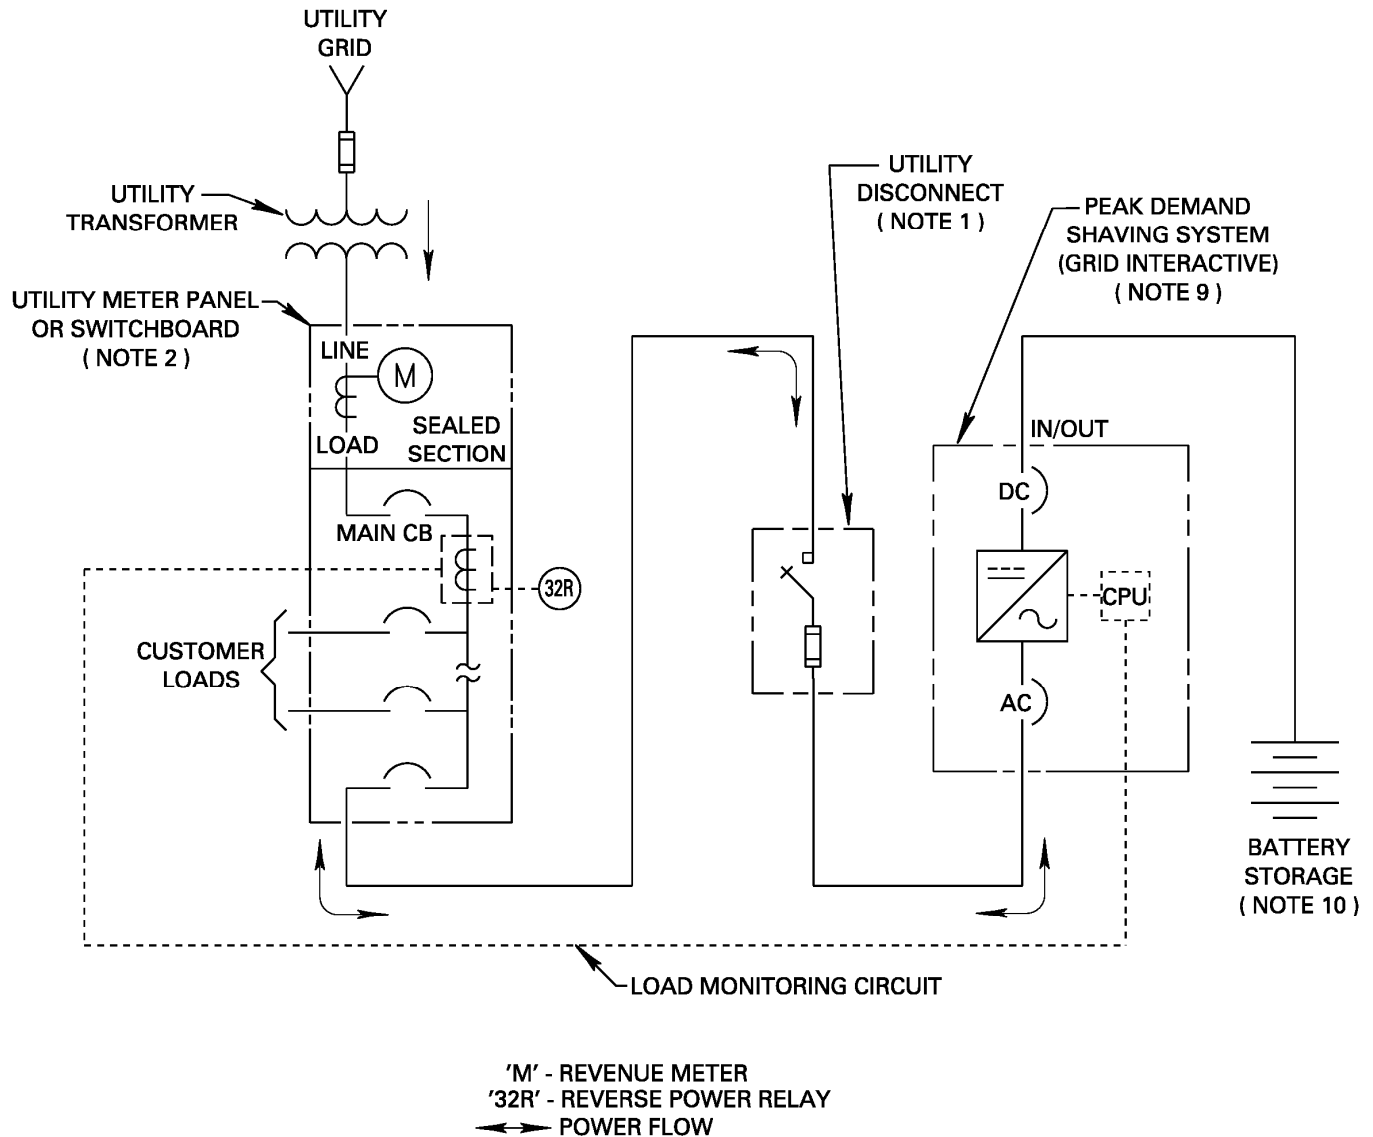 UTILITY
GRID
UTILITY
TRANSFORMER
UTILITY METER PANEL
OR SWITCHBOARD
( NOTE 2 )
LINE
M
LOAD
SEALED
SECTION
MAIN CB
32R
CUSTOMER
LOADS
UTILITY
DISCONNECT
( NOTE 1 )
PEAK DEMAND
SHAVING SYSTEM
(GRID INTERACTIVE)
( NOTE 9 )
IN/OUT
DC
CPU
AC
BATTERY
STORAGE
( NOTE 10 )
LOAD MONITORING CIRCUIT
'M' - REVENUE METER
'32R' - REVERSE POWER RELAY
POWER FLOW